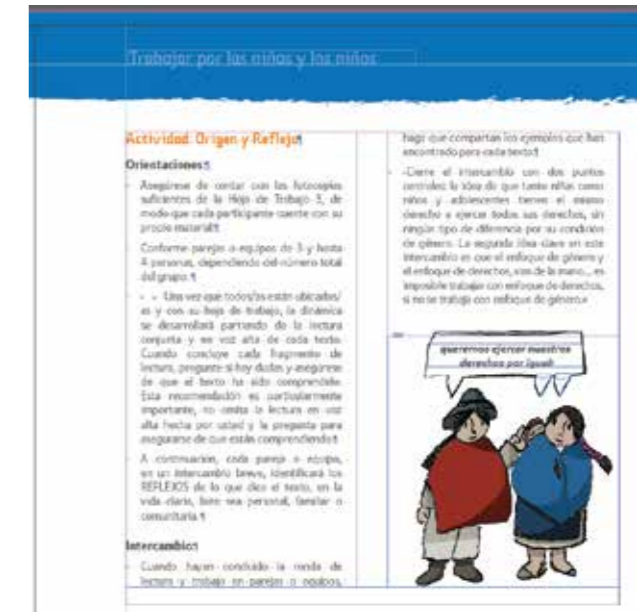 Trabajar por las niñas y los niños
Actividad: Origen y Reflejo¶
Orientaciones¶
- Asegúrese de contar con las fotocopias
suficientes de la Hoja de Trabajo 3, de
modo que cada participante cuente con su
propio material¶
- Conforme parejas o equipos de 3 y hasta
4 personas, dependiendo del número total
del grupo.¶
- - - Una vez que todos/as están ubicados/
as y con su hoja de trabajo, la dinámica
se desarrollará partiendo de la lectura
conjunta y en voz alta de cada texto.
Cuando concluye cada fragmento de
lectura, pregunte si hay dudas y asegúrese
de que el texto ha sido comprendido.
Esta recomendación es particularmente
importante, no omita la lectura en voz
alta hecha por usted y la pregunta para
asegurarse de que están comprendiendo¶
- A continuación, cada pareja o equipo,
en un intercambio breve, identificará los
REFLEJOS de lo que dice el texto, en la
vida diaria, bien sea personal, familiar o
comunitaria.¶
Intercambio¶
- Cuando hayan concluido la ronda de
lectura y trabajo en parejas o equipos,
haga que compartan los ejemplos que han
encontrado para cada texto¶
- -Cierre el intercambio con dos puntos
centrales: la idea de que tanto niñas como
niños y adolescentes tienen el mismo
derecho a ejercer todos sus derechos, sin
ningún tipo de diferencia por su condición
de género. La segunda idea clave en este
intercambio es que el enfoque de género y
el enfoque de derechos, van de la mano... es
imposible trabajar con enfoque de derechos,
si no se trabaja con enfoque de género.
queremos ejercer nuestros
derechos por igual